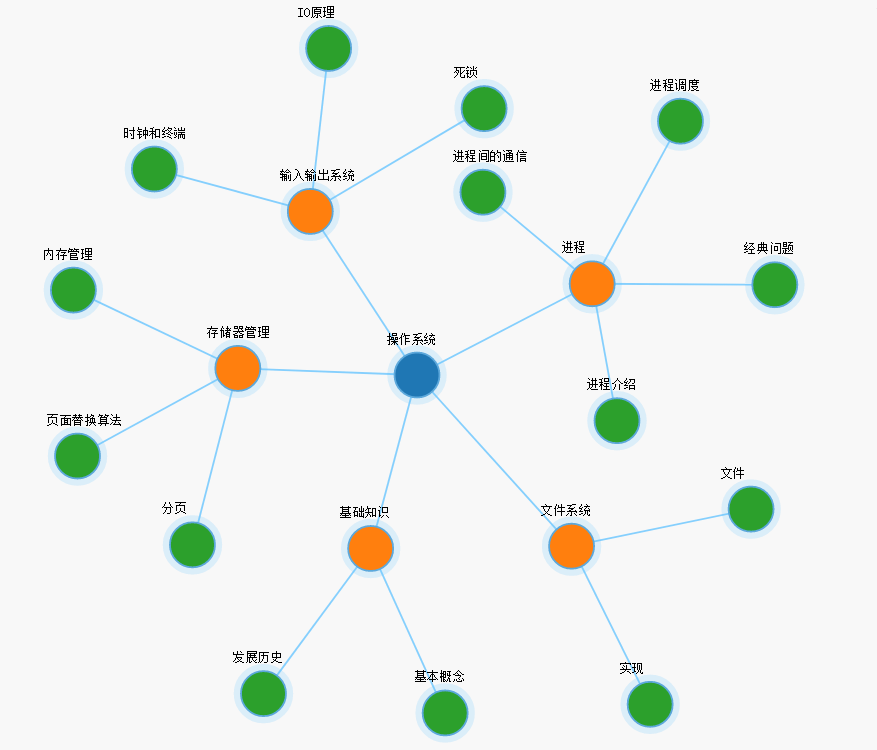 IO原理
死锁
进程调度
时钟和终端
进程间的通信
输入输出系统
进程
经典问题
内存管理
存储器管理
操作系统
进程介绍
页面替换算法
文件
分页
基础知识
文件系统
发展历史
实现
基本概念